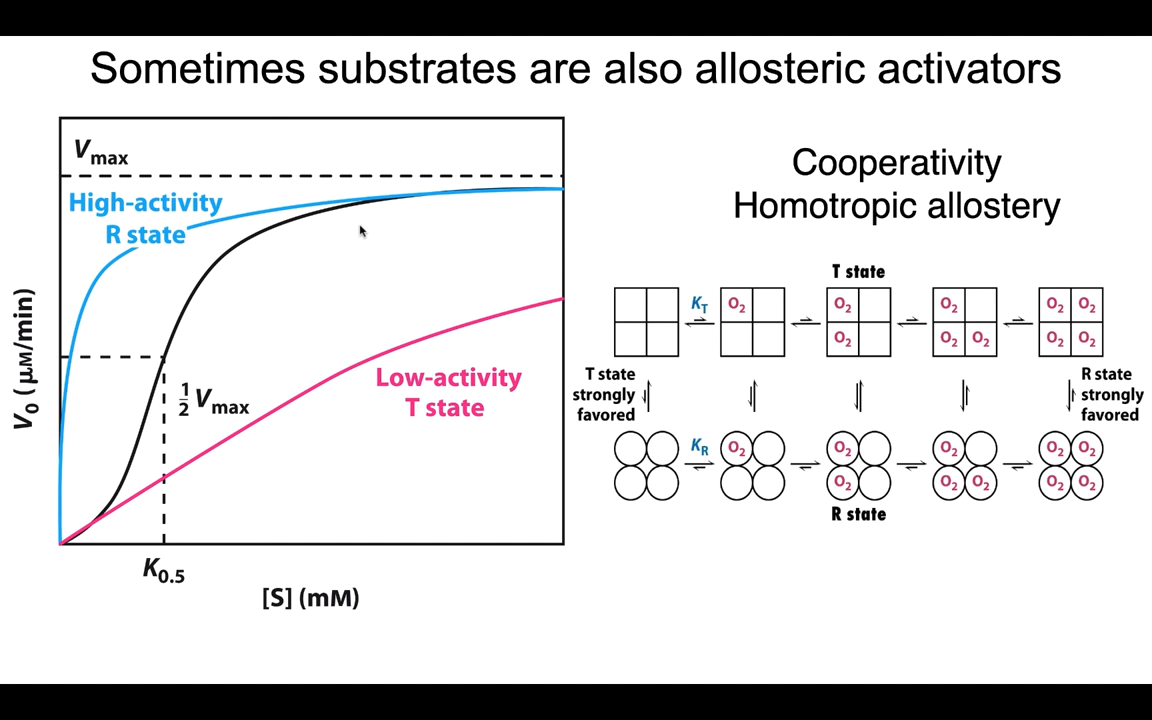 Sometimes substrates are also allosteric activators
Vmax
High-activity
R state
½ Vmax
Low-activity
T state
V0 (μM/min)
K0.5
[S] (mM)
Cooperativity
Homotropic allostery
T state
KT
O2
O2
O2
O2
O2 O2
O2 O2
O2 O2
T state
strongly
favored
R state
strongly
favored
KR
O2
O2
O2
O2
O2 O2
O2 O2
O2 O2
R state